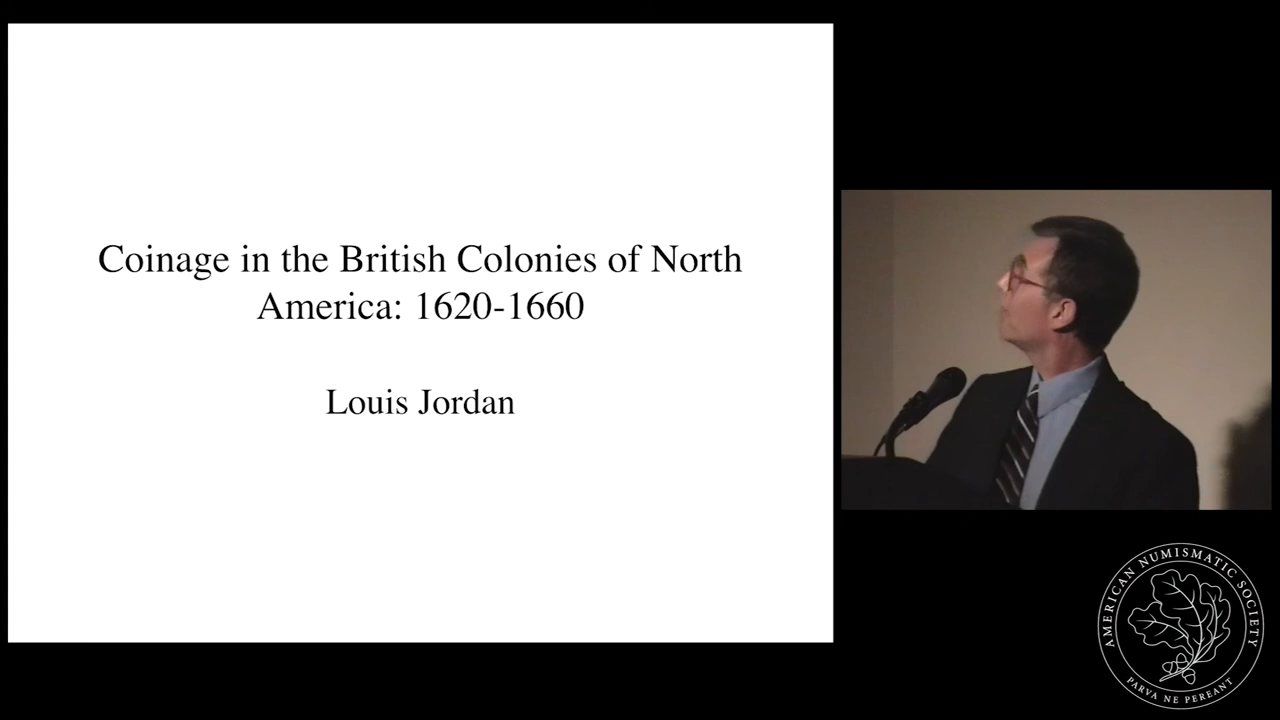 Coinage in the British Colonies of North
America: 1620-1660
Louis Jordan
AMERICAN NUMISMATIC SOCIETY
PARVA NE PEREANT